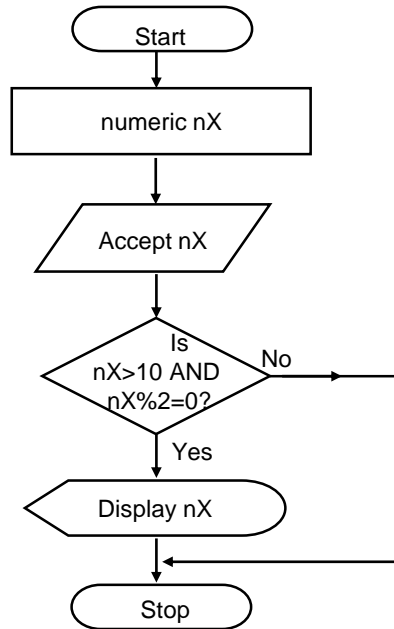 Start
numeric nX
Accept nX
Is
nX>10 AND
nX%2=0?
No
Yes
Display nX
Stop